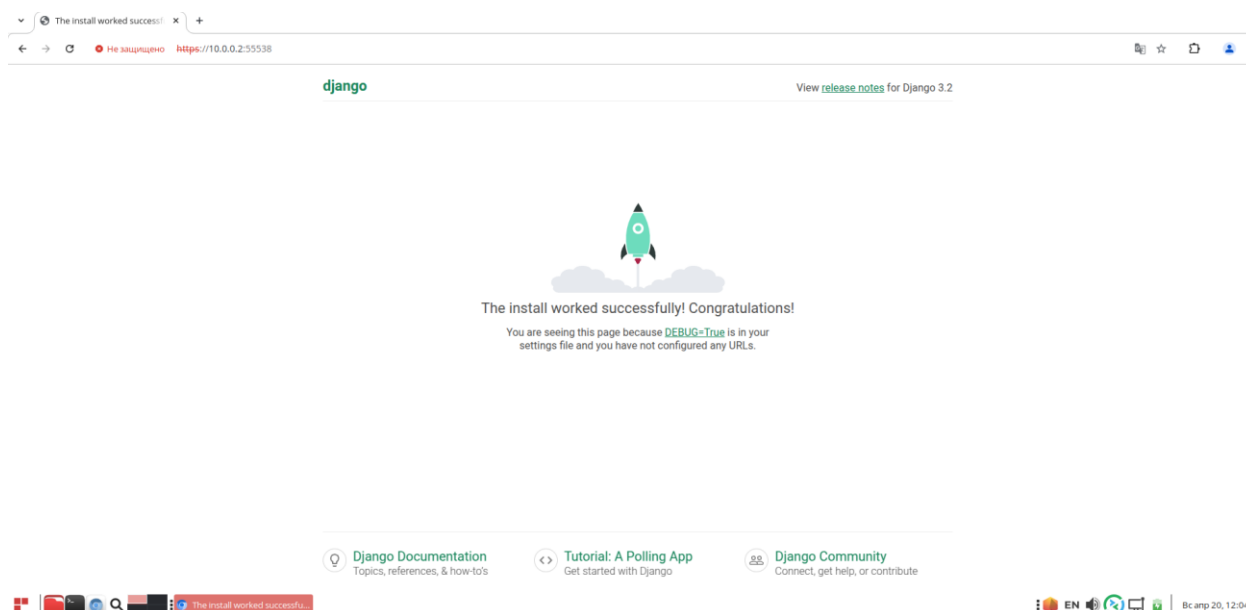 The install worked successf
Не защищено https://10.0.0.2:55538
django
View release notes for Django 3.2
The install worked successfully! Congratulations!
You are seeing this page because DEBUG=True is in your
settings file and you have not configured any URLs.
Django Documentation
Topics, references, & how-to's
Tutorial: A Polling App
Get started with Django
Django Community
Connect, get help, or contribute
The install worked successfu...
EN
Вс апр 20, 12:0